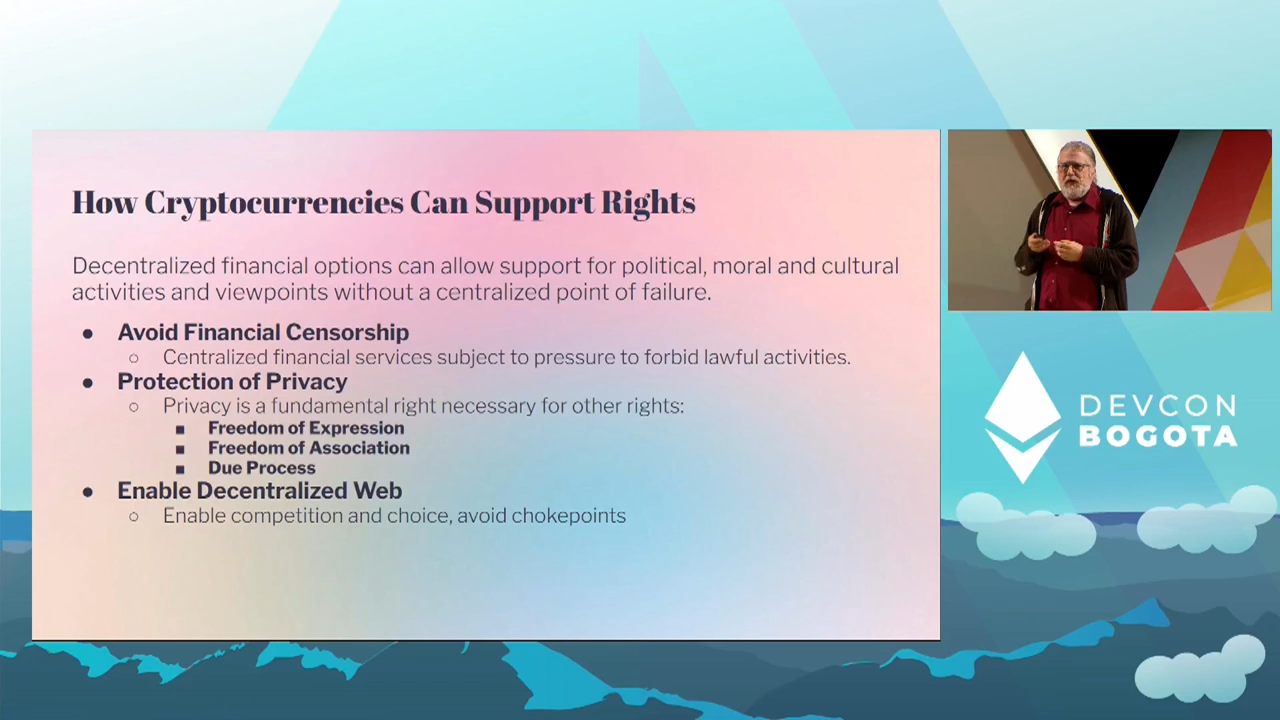 How Cryptocurrencies Can Support Rights
Decentralized financial options can allow support for political, moral and cultural
activities and viewpoints without a centralized point of failure.
● Avoid Financial Censorship
○ Centralized financial services subject to pressure to forbid lawful activities.
● Protection of Privacy
○ Privacy is a fundamental right necessary for other rights:
■ Freedom of Expression
■ Freedom of Association
■ Due Process
● Enable Decentralized Web
○ Enable competition and choice, avoid chokepoints
DEVCON
BOGOTA